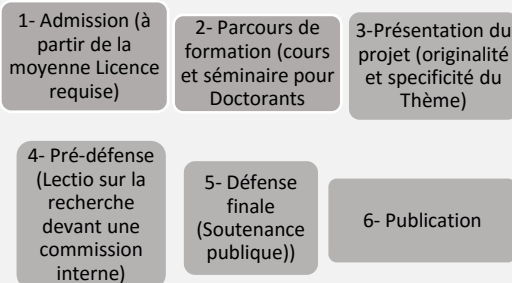 1- Admission (à
partir de la
moyenne Licence
requise)
2- Parcours de
formation (cours
et séminaire pour
Doctorants
3-Présentation du
projet (originalité
et specificité du
Thème)
4- Pré-défense
(Lectio sur la
recherche
devant une
commission
interne)
5- Défense
finale
(Soutenance
publique))
6- Publication